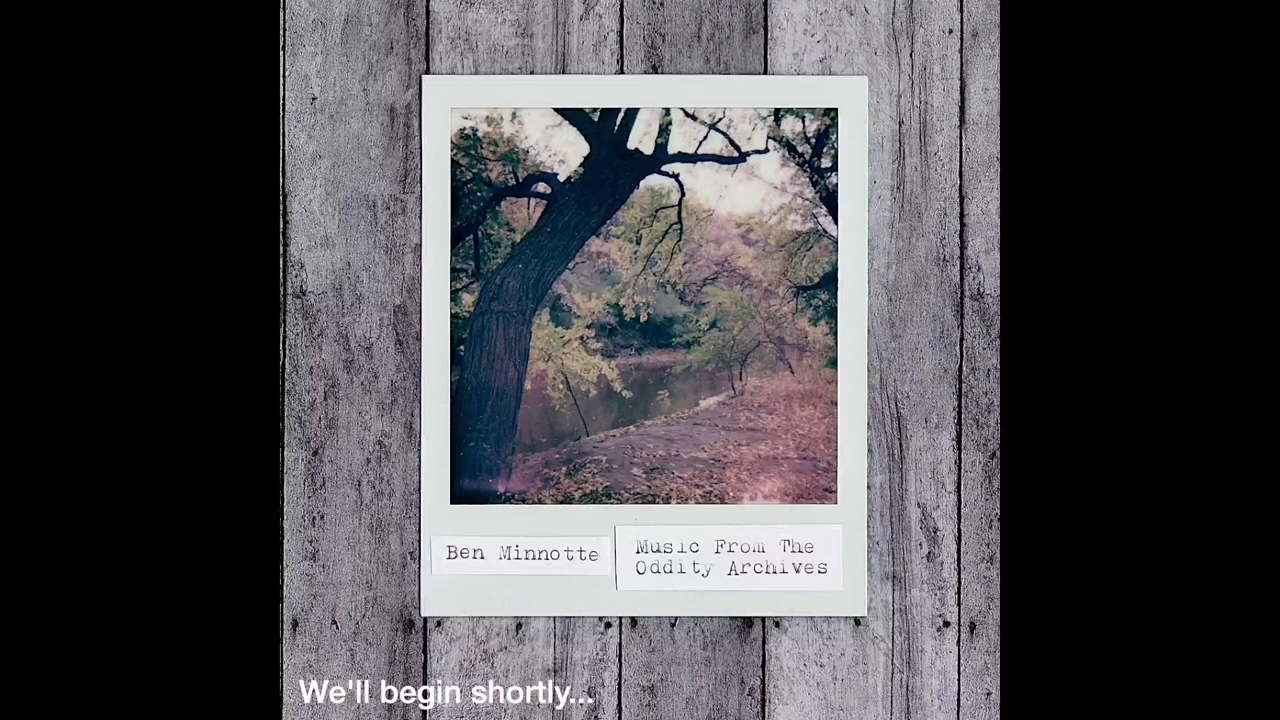 Ben Minnotte
Music From The
Oddity Archives
We'll begin shortly...